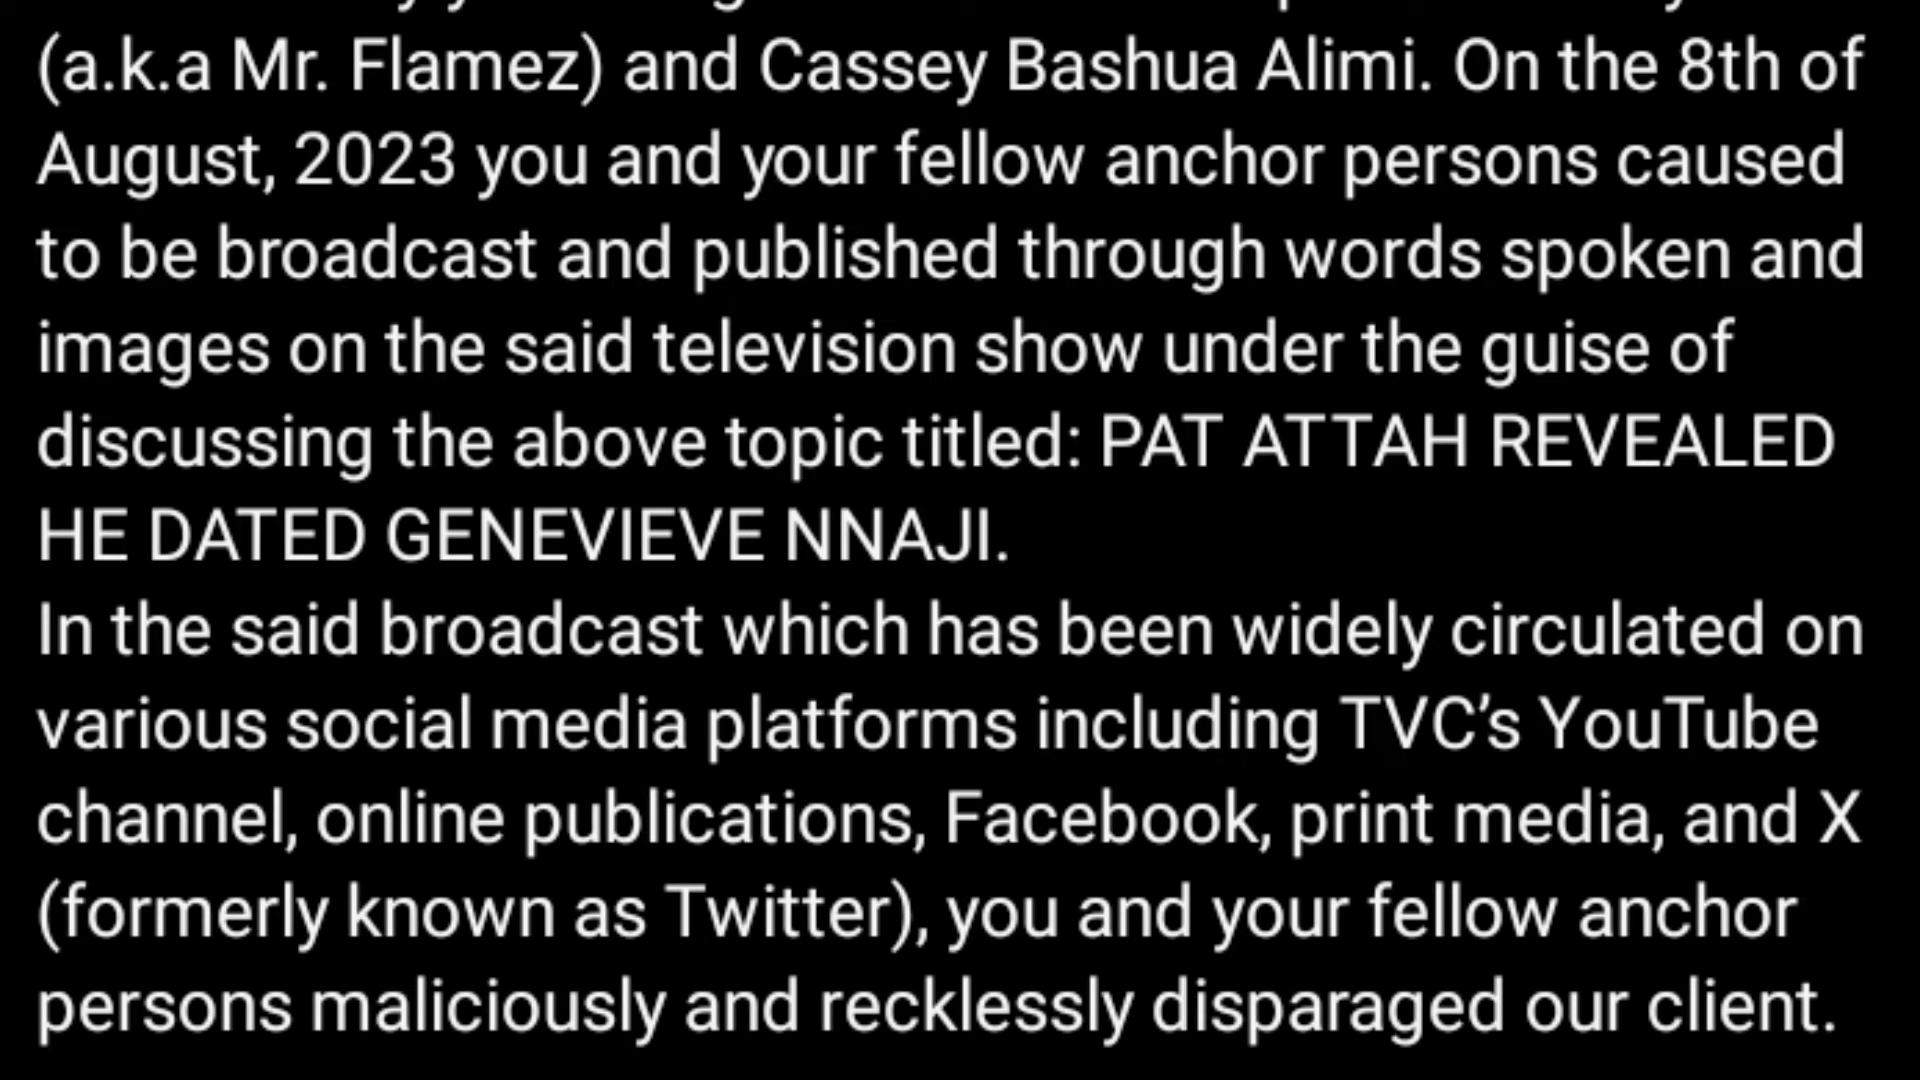 (a.k.a Mr. Flamez) and Cassey Bashua Alimi. On the 8th of
August, 2023 you and your fellow anchor persons caused
to be broadcast and published through words spoken and
images on the said television show under the guise of
discussing the above topic titled: PAT ATTAH REVEALED
HE DATED GENEVIEVE NNAJI.
In the said broadcast which has been widely circulated on
various social media platforms including TVC’s YouTube
channel, online publications, Facebook, print media, and X
(formerly known as Twitter), you and your fellow anchor
persons maliciously and recklessly disparaged our client.